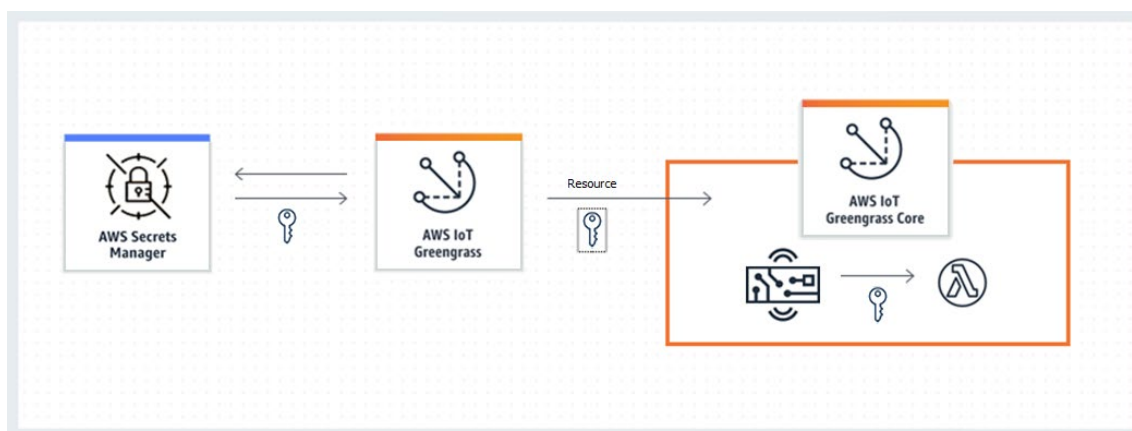 AWS Secrets
Manager
AWS IoT
Greengrass
Resource
AWS IoT
Greengrass Core